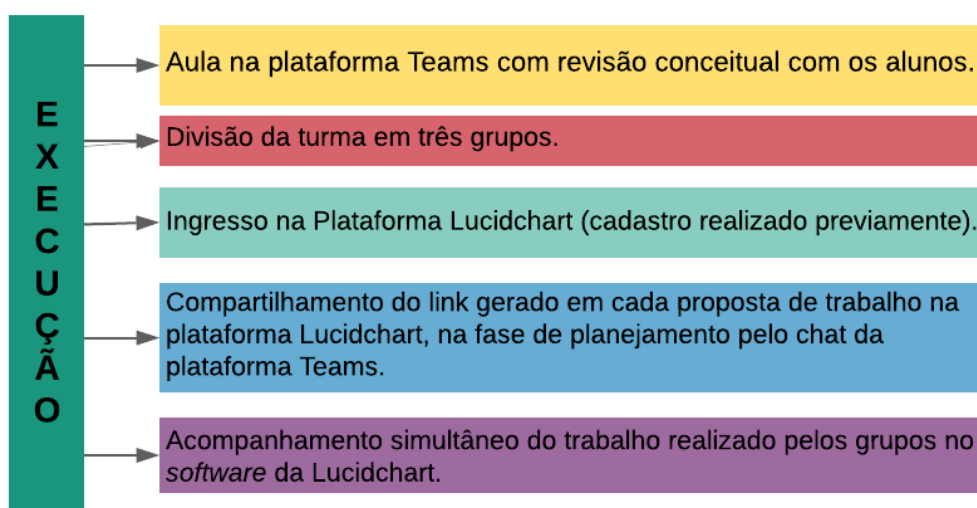 EXECUÇÃO
Aula na plataforma Teams com revisão conceitual com os alunos.
Divisão da turma em três grupos.
Ingresso na Plataforma Lucidchart (cadastro realizado previamente).
Compartilhamento do link gerado em cada proposta de trabalho na
plataforma Lucidchart, na fase de planejamento pelo chat da
plataforma Teams.
Acompanhamento simultâneo do trabalho realizado pelos grupos no
software da Lucidchart.